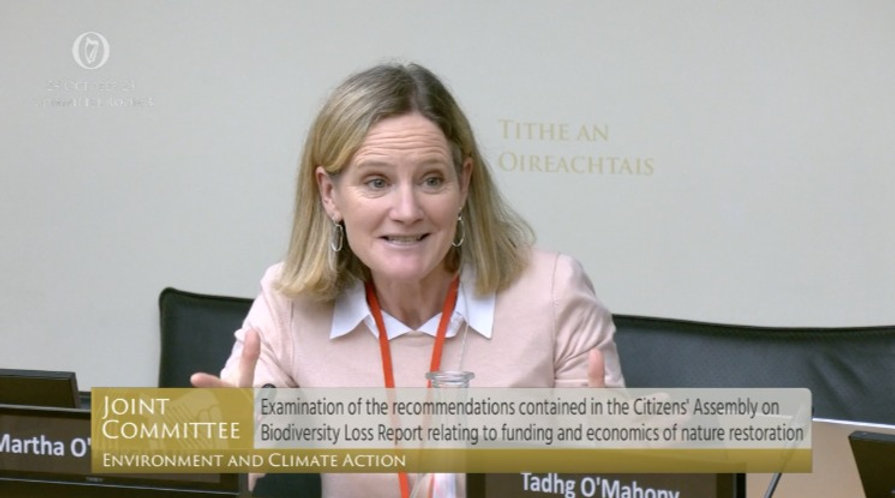 TITHE AN
OIREACHTAIS
JOINT
COMMITTEE
Examination of the recommendations contained in the Citizens' Assembly on
Biodiversity Loss Report relating to funding and economics of nature restoration
ENVIRONMENT AND CLIMATE ACTION
Martha O'
Tadhg O'Mahony